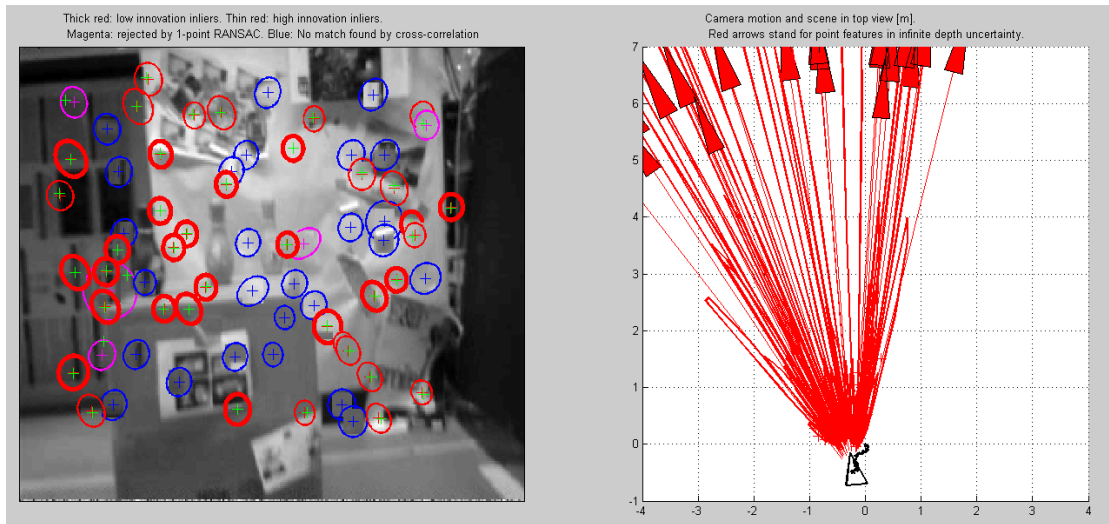 Thick red: low innovation inliers. Thin red: high innovation inliers.
Magenta: rejected by 1-point RANSAC. Blue: No match found by cross-correlation
Camera motion and scene in top view [m].
Red arrows stand for point features in infinite depth uncertainty.
7
6
5
4
3
2
1
0
-1
-4 -3 -2 -1 0 1 2 3 4